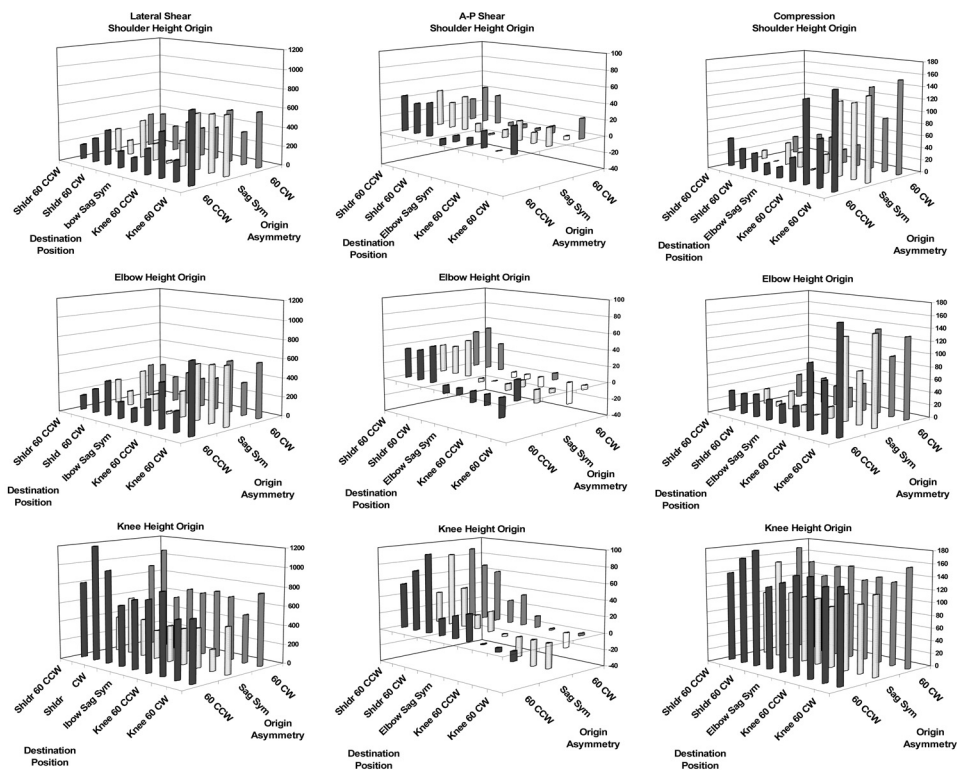 Lateral Shear
Shoulder Height Origin
1200
1000
800
600
400
200
0
Shldr 60 CCW
Shldr 60 CW
bow Sag Sym
Knee 60 CCW
Knee 60 CW
60 CCW
Sag Sym
60 CW
Destination
Position
Origin
Asymmetry
A-P Shear
Shoulder Height Origin
100
80
60
40
20
0
-20
-40
Shldr 60 CCW
Shldr 60 CW
Elbow Sag Sym
Knee 60 CCW
Knee 60 CW
60 CCW
Sag Sym
60 CW
Destination
Position
Origin
Asymmetry
Compression
Shoulder Height Origin
180
160
140
120
100
80
60
40
20
0
Shldr 60 CCW
Shldr 60 CW
Elbow Sag Sym
Knee 60 CCW
Knee 60 CW
60 CCW
Sag Sym
60 CW
Destination
Position
Origin
Asymmetry
Elbow Height Origin
1200
1000
800
600
400
200
0
Shldr 60 CCW
Shld 60 CW
lbow Sag Sym
Knee 60 CCW
Knee 60 CW
60 CCW
Sag Sym
60 CW
Destination
Position
Origin
Asymmetry
Elbow Height Origin
100
80
60
40
20
0
-20
-40
Shldr 60 CCW
Shldr 60 CW
Elbow Sag Sym
Knee 60 CCW
Knee 60 CW
60 CCW
Sag Sym
60 CW
Destination
Position
Origin
Asymmetry
Elbow Height Origin
180
160
140
120
100
80
60
40
20
0
Shldr 60 CCW
Shldr 60 CW
Elbow Sag Sym
Knee 60 CCW
Knee 60 CW
60 CCW
Sag Sym
60 CW
Destination
Position
Origin
Asymmetry
Knee Height Origin
1200
1000
800
600
400
200
0
Shldr 60 CCW
Shldr CW
lbow Sag Sym
Knee 60 CCW
Knee 60 CW
60 CCW
Sag Sym
60 CW
Destination
Position
Origin
Asymmetry
Knee Height Origin
100
80
60
40
20
0
-20
-40
Shldr 60 CCW
Shldr 60 CW
Elbow Sag Sym
Knee 60 CCW
Knee 60 CW
60 CCW
Sag Sym
60 CW
Destination
Position
Origin
Asymmetry
Knee Height Origin
180
160
140
120
100
80
60
40
20
0
Shldr 60 CCW
Shldr 60 CW
Elbow Sag Sym
Knee 60 CCW
Knee 60 CW
60 CCW
Sag Sym
60 CW
Destination
Position
Origin
Asymmetry